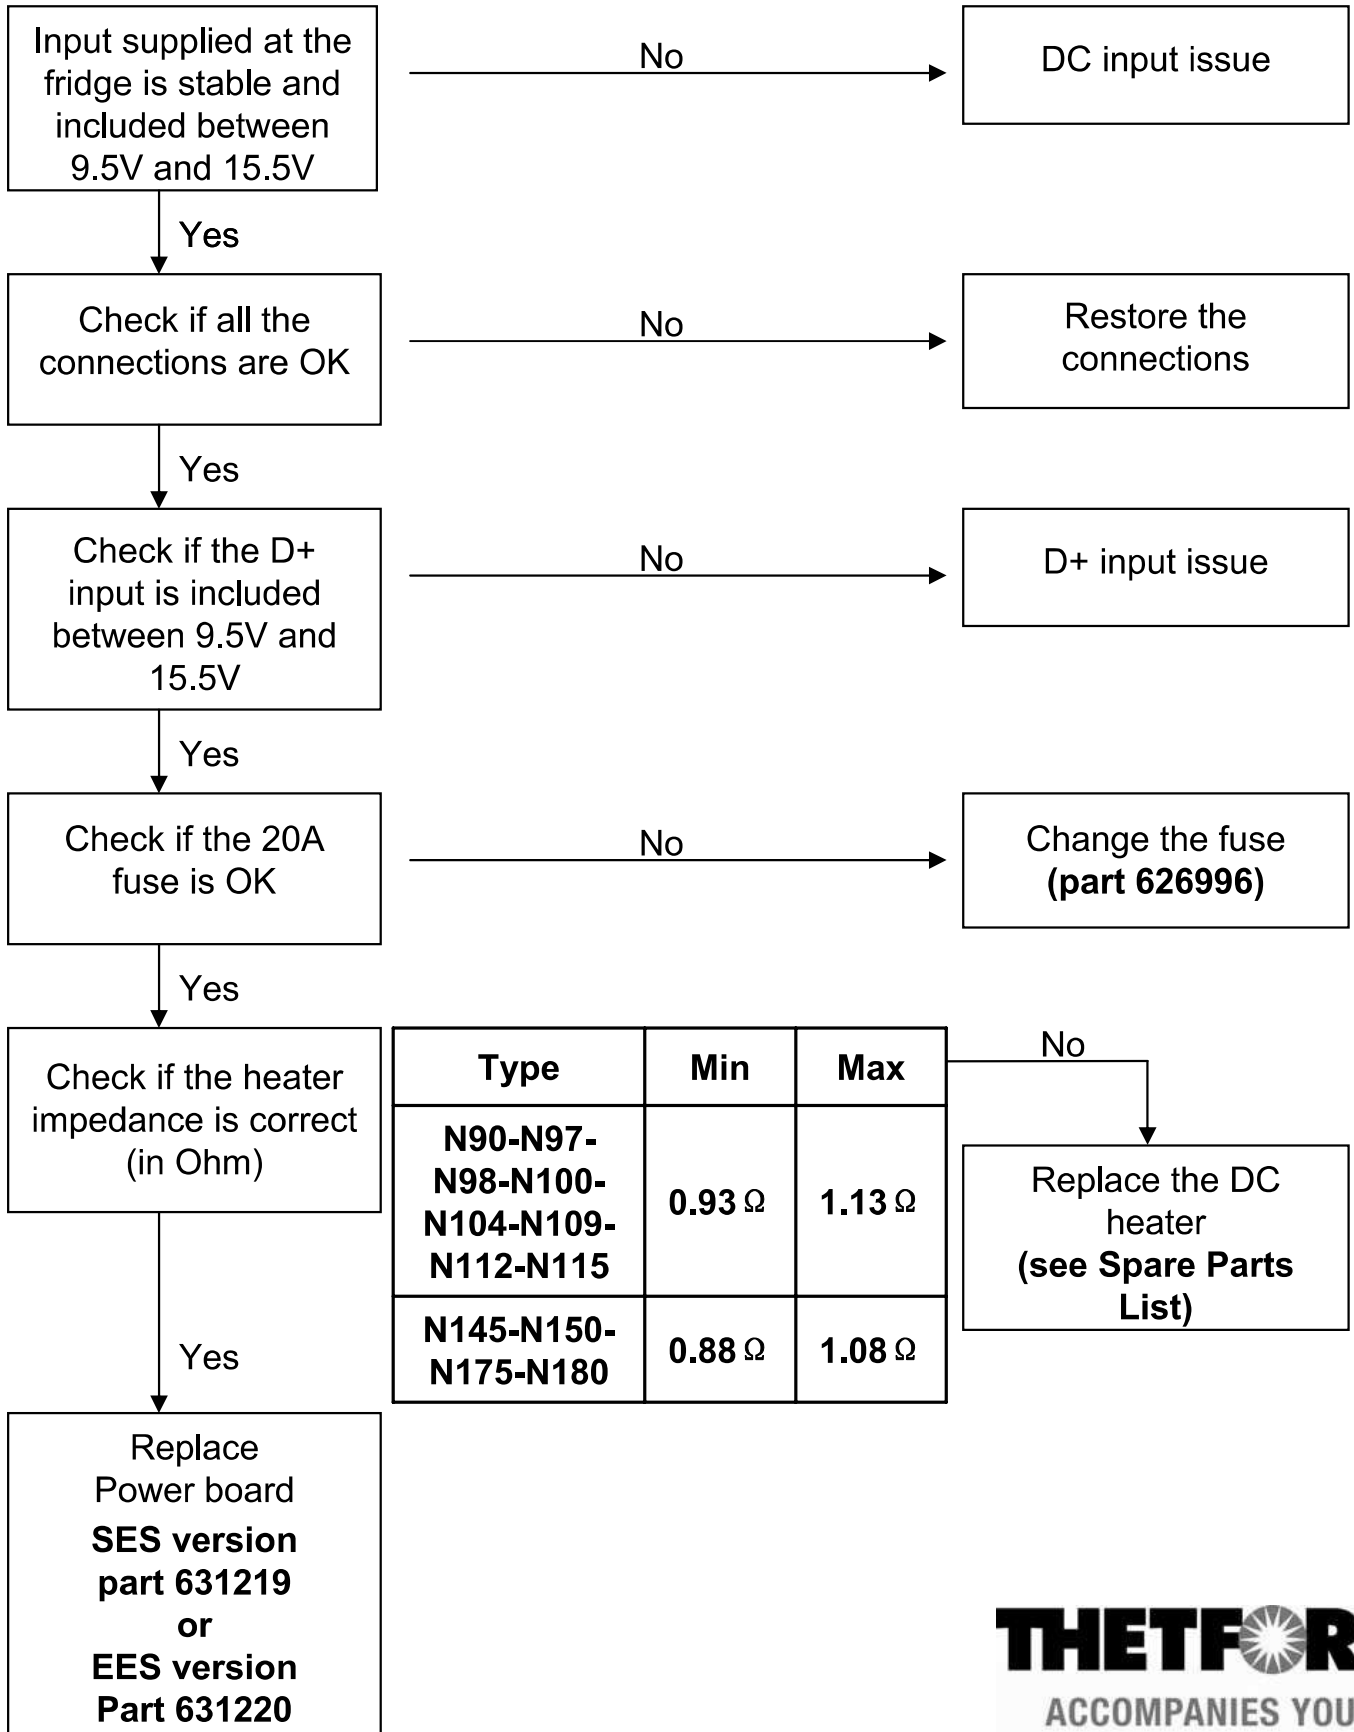 Input supplied at the
fridge is stable and
included between
9.5V and 15.5V
No
DC input issue
Yes
Check if all the
connections are OK
No
Restore the
connections
Yes
Check if the D+
input is included
between 9.5V and
15.5V
No
D+ input issue
Yes
Check if the 20A
fuse is OK
No
Change the fuse
(part 626996)
Yes
Check if the heater
impedance is correct
(in Ohm)
Type Min Max
N90-N97-
N98-N100-
N104-N109-
N112-N115
0.93 Ω 1.13 Ω
N145-N150-
N175-N180
0.88 Ω 1.08 Ω
No
Replace the DC
heater
(see Spare Parts
List)
Yes
Replace
Power board
SES version
part 631219
or
EES version
Part 631220
THETFOR
ACCOMPANIES YOU